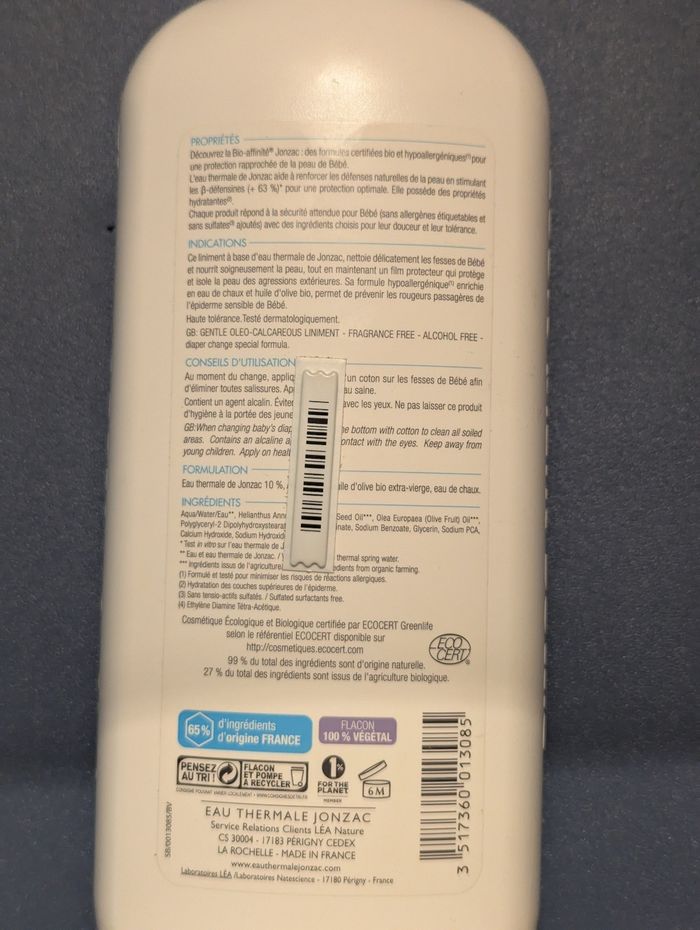 PROPRIÉTÉS
Découvrez la Bio-affinité® Jonzac : des formules certifiées bio et hypoallergéniques(1) pour
une protection rapprochée de la peau de Bébé.
L'eau thermale de Jonzac aide à renforcer les défenses naturelles de la peau en stimulant
les β-défensines (+ 63 %)* pour une protection optimale. Elle possède des propriétés
hydratantes(2).
Chaque produit répond à la sécurité attendue pour Bébé (sans allergènes étiquetables et
sans sulfates(3) ajoutés) avec des ingrédients choisis pour leur douceur et leur tolérance.
INDICATIONS
Ce liniment à base d'eau thermale de Jonzac, nettoie délicatement les fesses de Bébé
et nourrit soigneusement la peau, tout en maintenant un film protecteur qui protège
et isole la peau des agressions extérieures. Sa formule hypoallergénique(1) enrichie
en eau de chaux et huile d'olive bio, permet de prévenir les rougeurs passagères de
l'épiderme sensible de Bébé.
Haute tolérance. Testé dermatologiquement.
GB: GENTLE OLEO-CALCAREOUS LINIMENT - FRAGRANCE FREE - ALCOHOL FREE -
diaper change special formula.
CONSEILS D'UTILISATION
Au moment du change, 'un coton sur les fesses de Bébé afin
d'éliminer toutes salissures. au saine.
Contient un agent alcalin. avec les yeux. Ne pas laisser ce produit
d'hygiène à la portée des
GB: When changing baby's bottom with cotton to clean all soiled
areas. Contains an alcaline contact with the eyes. Keep away from
young children. Apply on
FORMULATION
Eau thermale de Jonzac 10 %, d'olive bio extra-vierge, eau de chaux.
INGRÉDIENTS
Aqua/Water/Eau**, Helianthus Seed Oil***, Olea Europaea (Olive Fruit) Oil***,
Polyglyceryl-2 Sodium Benzoate, Glycerin, Sodium PCA,
Calcium Hydroxide, Sodium
* Test in vitro sur l'eau thermale de
** Eau et eau thermale de Jonzac. / thermal spring water.
*** Ingrédients issus de from organic farming.
(1) Formulé et testé pour minimiser les risques de réactions allergiques.
(2) Hydratation des couches supérieures de l'épiderme.
(3) Sans tensio-actifs sulfatés. / Sulfated surfactants free.
(4) Ethylène Diamine Tétra-Acétique.
Cosmétique Écologique et Biologique certifiée par ECOCERT Greenlife
selon le référentiel ECOCERT disponible sur
http://cosmetiques.ecocert.com
ECO
CERT®
99 % du total des ingrédients sont d'origine naturelle.
27 % du total des ingrédients sont issus de l'agriculture biologique.
65% d'ingrédients
d'origine FRANCE
FLACON
100 % VÉGÉTAL
PENSEZ
AU TRI !
FLACON
ET POMPE
À RECYCLER
CONSIGNE POUVANT VARIER LOCALEMENT • WWW.CONSIGNESDETRI.FR
1%
FOR THE
PLANET
MEMBER
6 M
EAU THERMALE JONZAC
Service Relations Clients LÉA Nature
CS 30004 - 17183 PÉRIGNY CEDEX
LA ROCHELLE - MADE IN FRANCE
www.eauthermalejonzac.com
Laboratoires LÉA /Laboratoires Natescience - 17180 Périgny - France
SB/0013085/BV
3 517360 013085